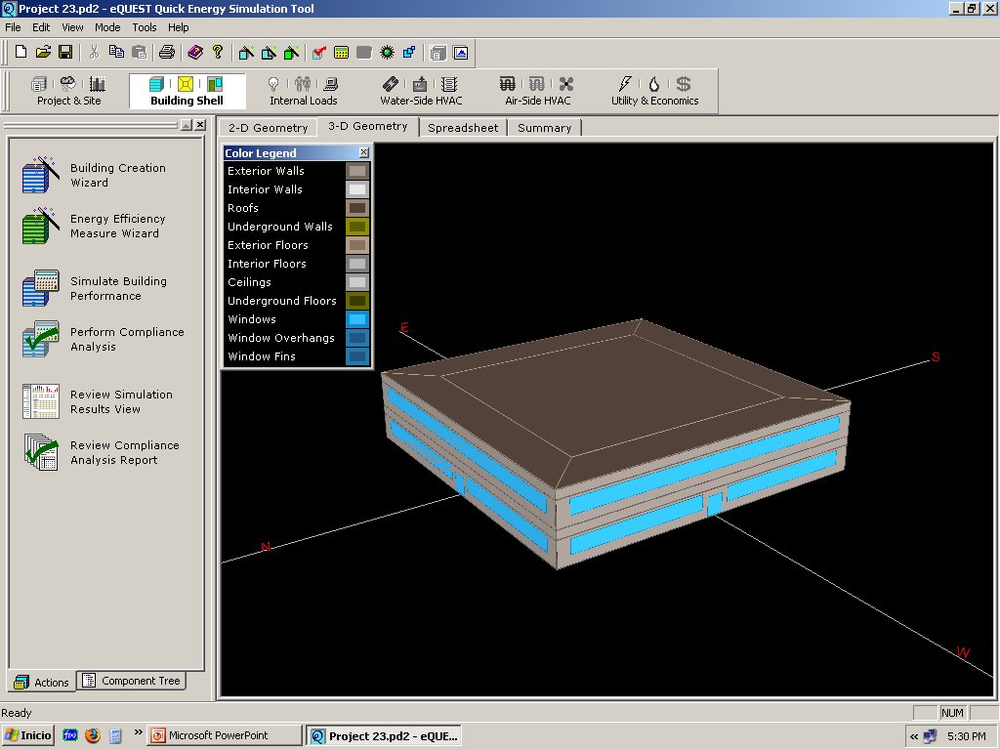 Project 23.pd2 - eQUEST Quick Energy Simulation Tool
File Edit View Mode Tools Help
Project & Site Building Shell Internal Loads Water-Side HVAC Air-Side HVAC Utility & Economics
2-D Geometry 3-D Geometry Spreadsheet Summary
Building Creation
Wizard
Energy Efficiency
Measure Wizard
Simulate Building
Performance
Perform Compliance
Analysis
Review Simulation
Results View
Review Compliance
Analysis Report
Actions Component Tree
Color Legend
Exterior Walls
Interior Walls
Roofs
Underground Walls
Exterior Floors
Interior Floors
Ceilings
Underground Floors
Windows
Window Overhangs
Window Fins
E
S
N
W
Ready NUM
Inicio » Microsoft PowerPoint Project 23.pd2 - eQUE... « 5:30 PM